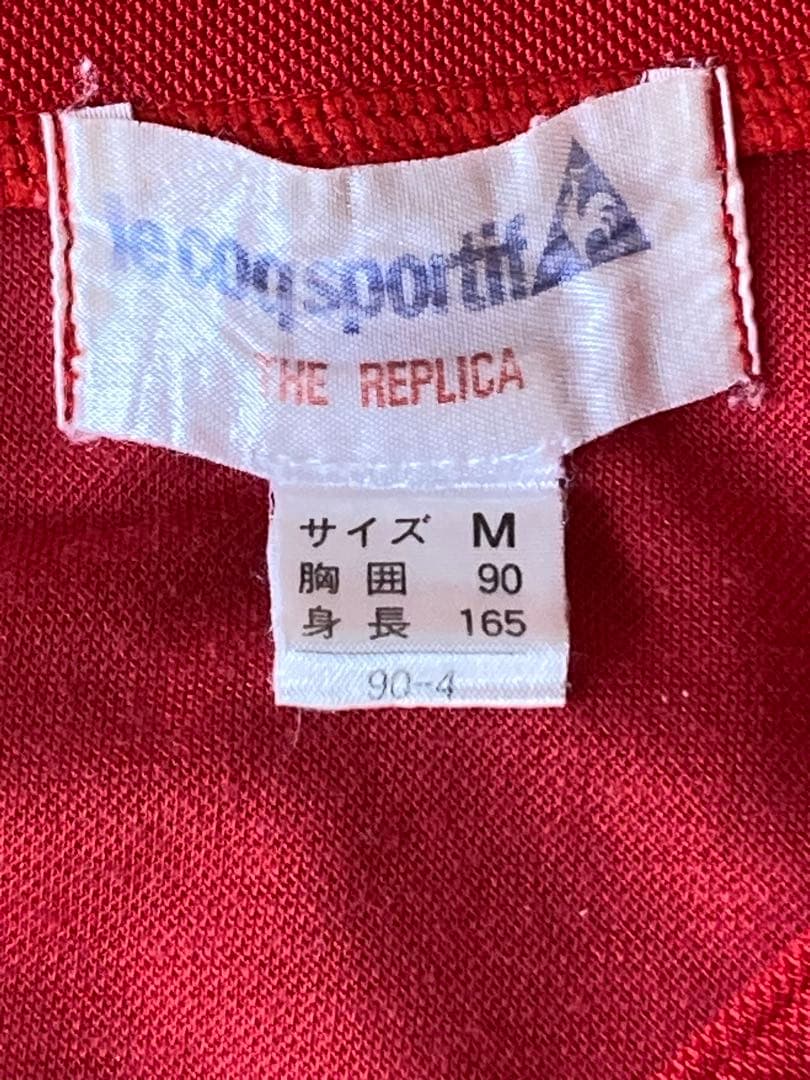 le coq sportif
THE REPLICA
サイズ M
胸囲 90
身長 165
90-4